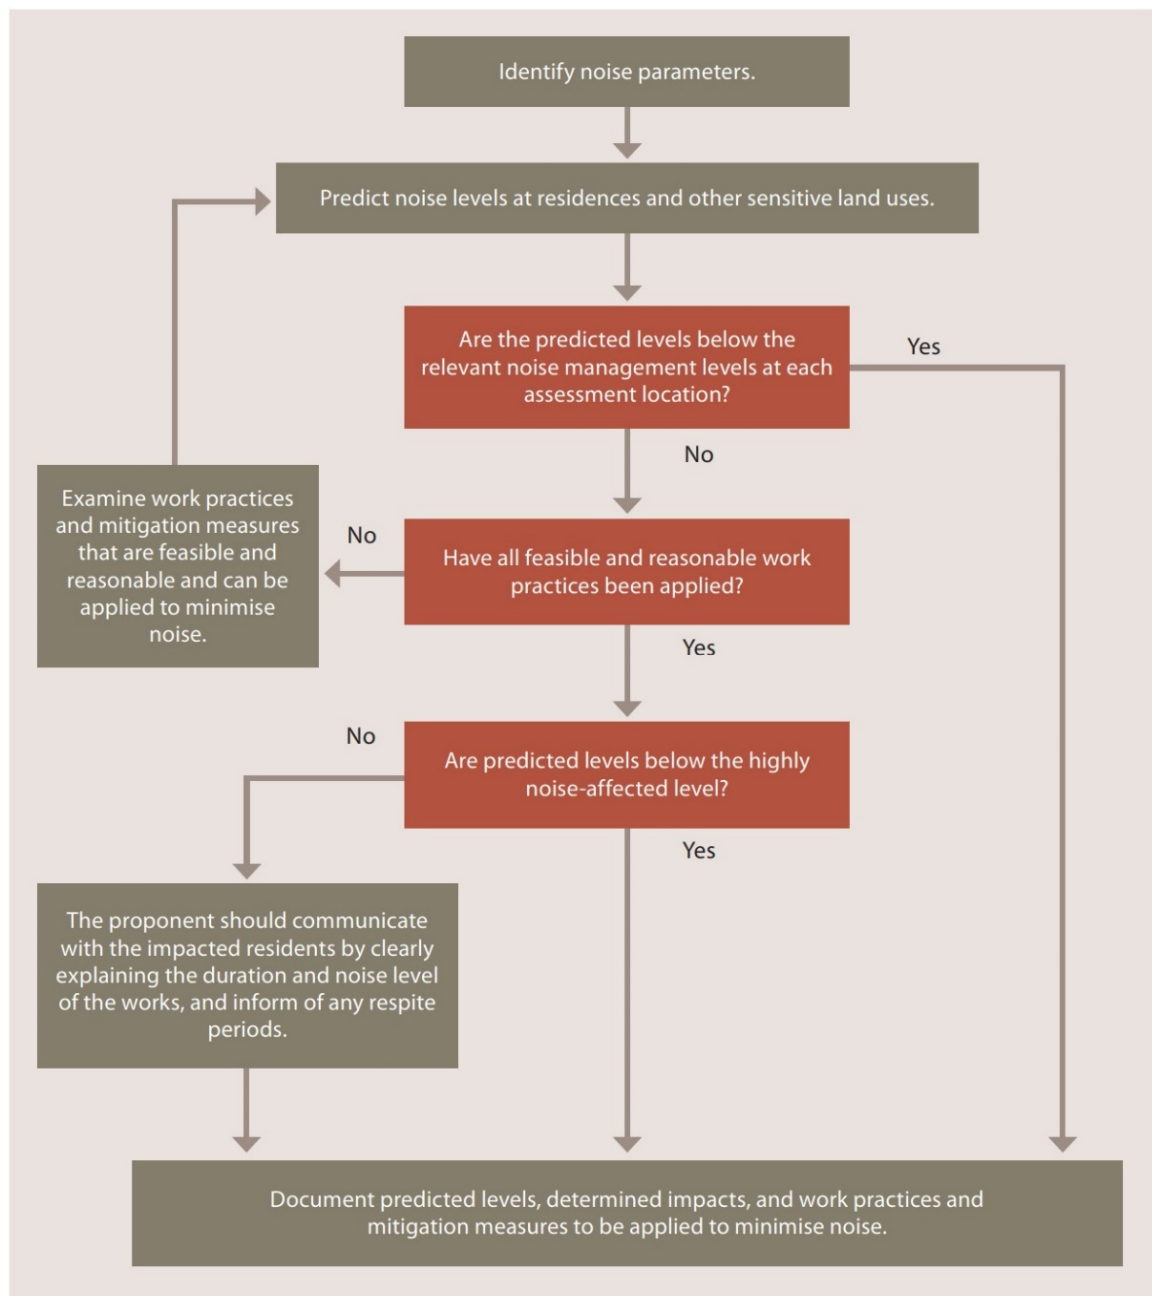 Identify noise parameters.
Predict noise levels at residences and other sensitive land uses.
Are the predicted levels below the
relevant noise management levels at each
assessment location?
Yes
No
Examine work practices
and mitigation measures
that are feasible and
reasonable and can be
applied to minimise
noise.
No
Have all feasible and reasonable work
practices been applied?
Yes
No
Are predicted levels below the highly
noise-affected level?
Yes
The proponent should communicate
with the impacted residents by clearly
explaining the duration and noise level
of the works, and inform of any respite
periods.
Document predicted levels, determined impacts, and work practices and
mitigation measures to be applied to minimise noise.